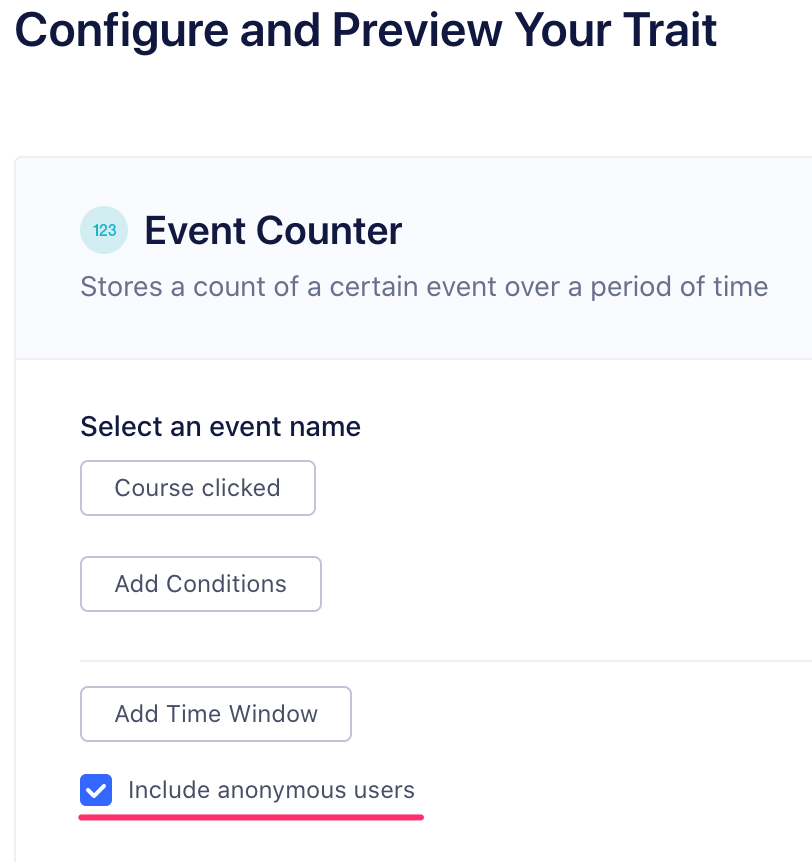 Configure and Preview Your Trait
123
Event Counter
Stores a count of a certain event over a period of time
Select an event name
Course clicked
Add Conditions
Add Time Window
Include anonymous users